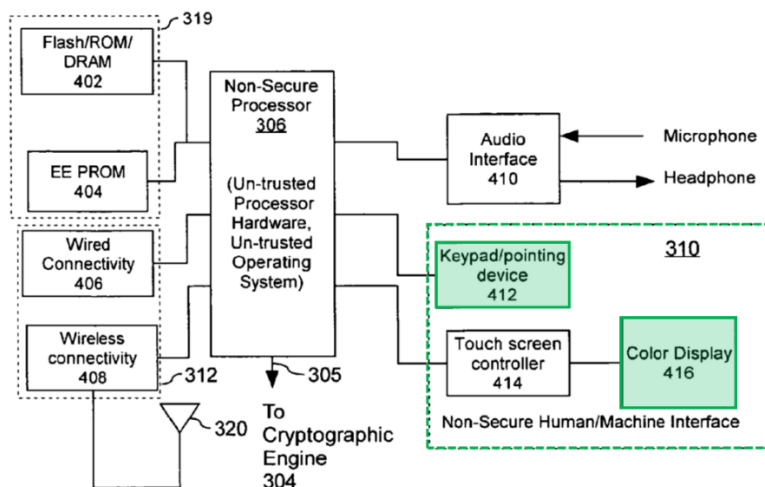 319
Flash/ROM/
DRAM
402
EE PROM
404
Wired
Connectivity
406
Wireless
connectivity
408
312
320
Non-Secure
Processor
306
(Un-trusted
Processor
Hardware,
Un-trusted
Operating
System)
305
To
Cryptographic
Engine
304
Audio
Interface
410
Microphone
Headphone
310
Keypad/pointing
device
412
Touch screen
controller
414
Color Display
416
Non-Secure Human/Machine Interface